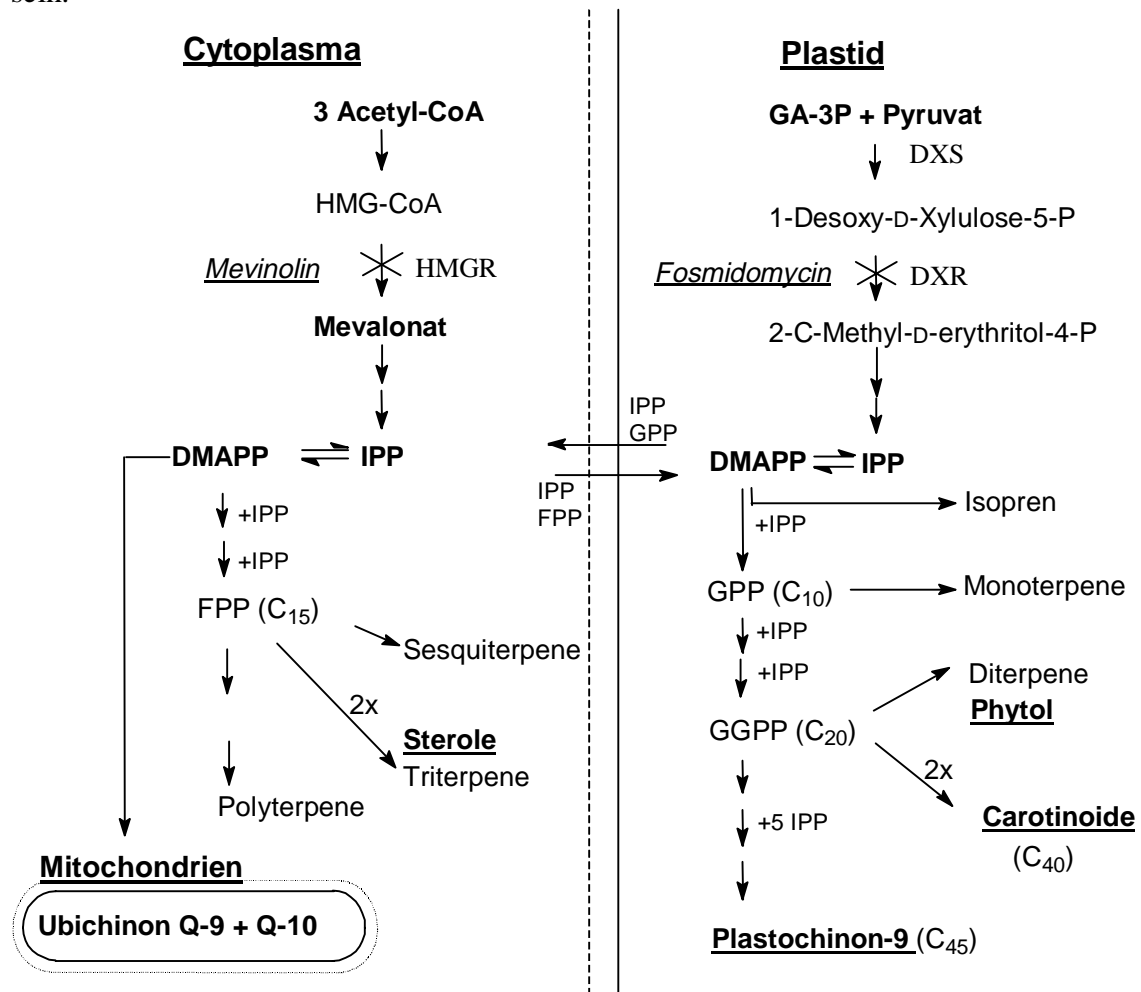 sein.
Cytoplasma
3 Acetyl-CoA
HMG-CoA
Mevinolin
HMGR
Mevalonat
DMAPP
IPP
+IPP
+IPP
FPP (C15)
Sesquiterpene
2x
Sterole
Triterpene
Polyterpene
Mitochondrien
Ubichinon Q-9 + Q-10
IPP
GPP
IPP
FPP
Plastid
GA-3P + Pyruvat
DXS
1-Desoxy-D-Xylulose-5-P
Fosmidomycin
DXR
2-C-Methyl-D-erythritol-4-P
DMAPP
IPP
Isopren
+IPP
GPP (C10)
Monoterpene
+IPP
+IPP
Diterpene
Phytol
GGPP (C20)
2x
+5 IPP
Carotinoide
(C40)
Plastochinon-9 (C45)